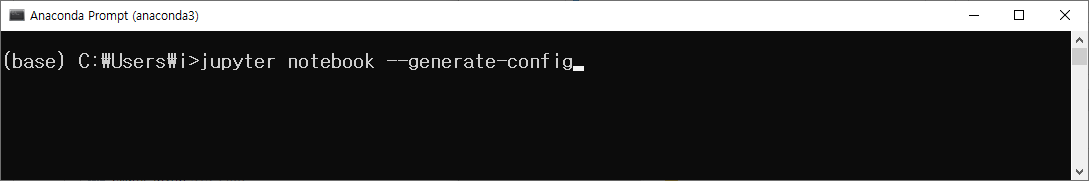 Anaconda Prompt (anaconda3)
(base) C:₩Users₩i>jupyter notebook --generate-config